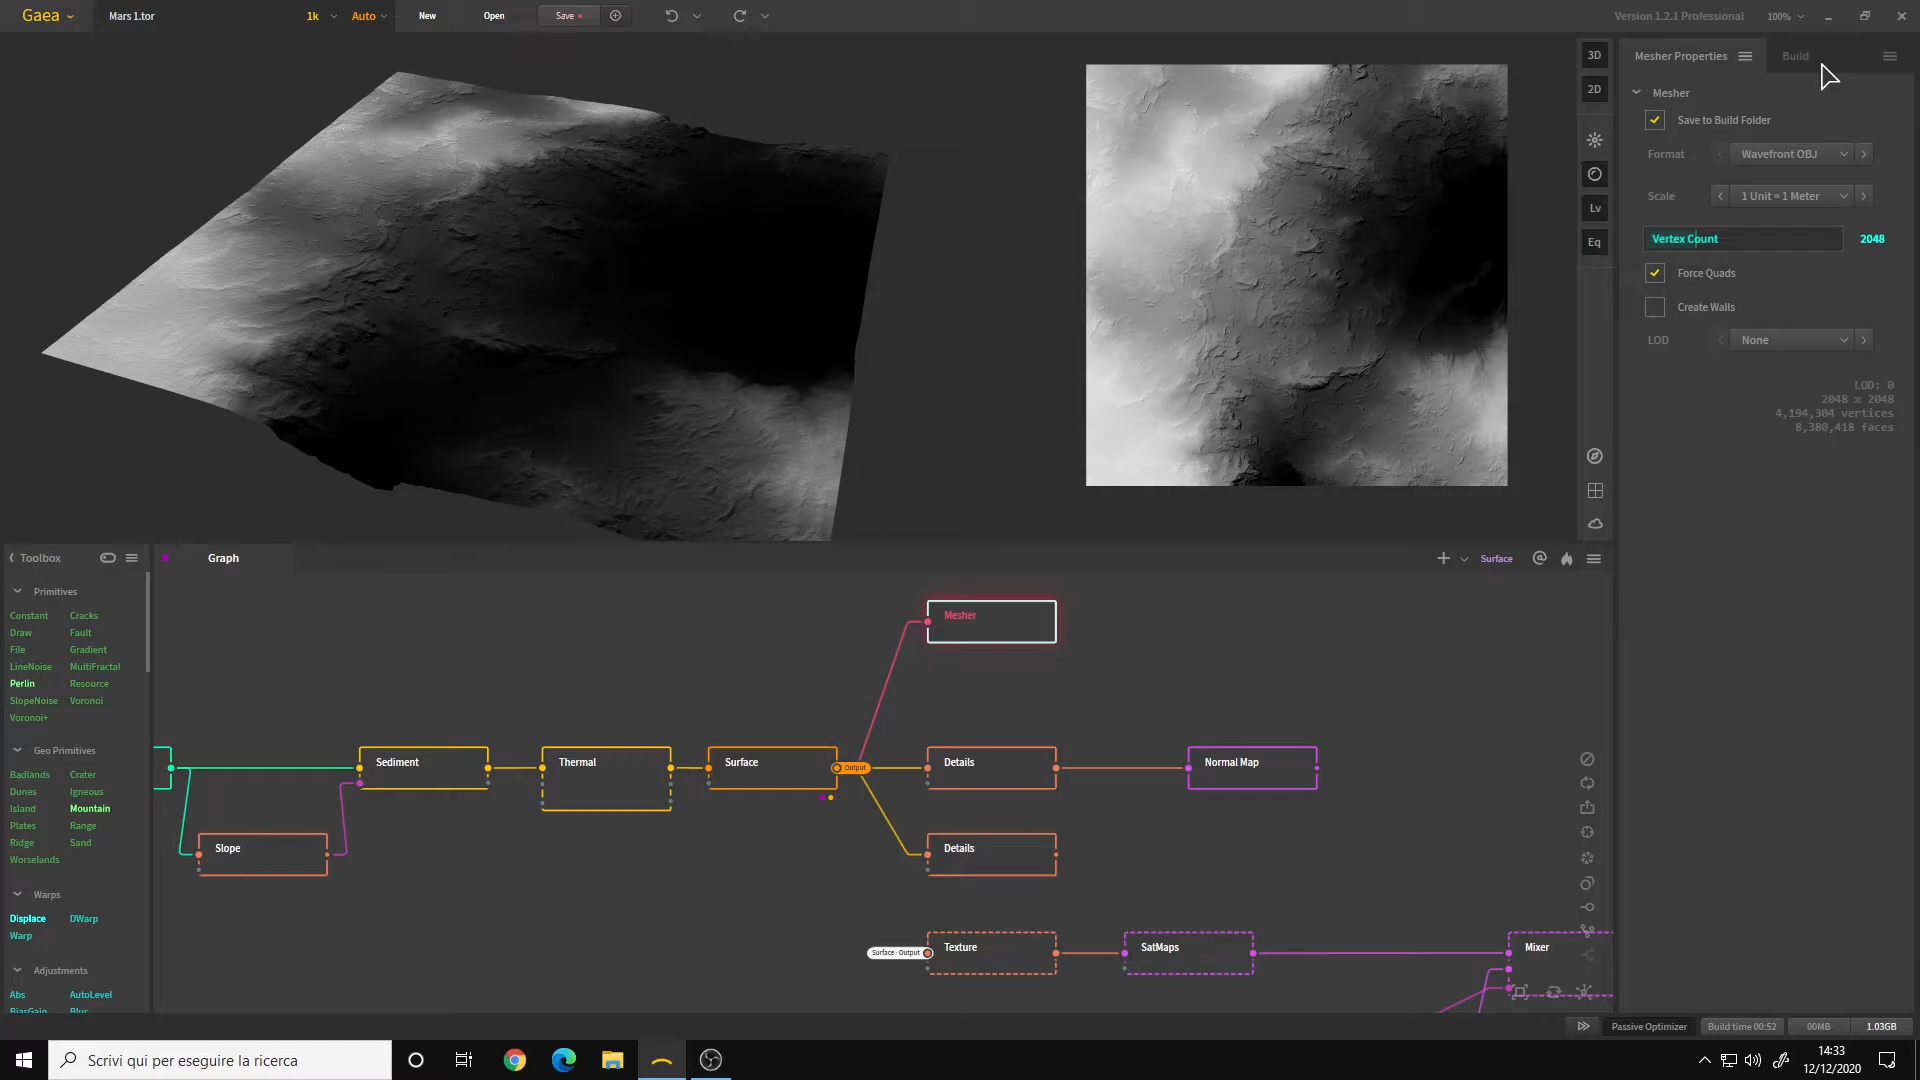 Gaea
Mars 1.tor
1k
Auto
New
Open
Save
Version 1.2.1 Professional
100%
3D
2D
Lv
Eq
Mesher Properties
Build
Mesher
Save to Build Folder
Format
Wavefront OBJ
Scale
1 Unit = 1 Meter
Vertex Count
2048
Force Quads
Create Walls
LOD
None
LOD: 0
2048 x 2048
4,194,304 vertices
8,380,418 faces
Toolbox
Primitives
Constant Cracks
Draw Fault
File Gradient
LineNoise MultiFractal
Perlin Resource
SlopeNoise Voronoi
Voronoi+
Geo Primitives
Badlands Crater
Dunes Igneous
Island Mountain
Plates Range
Ridge Sand
Worselands
Warps
Displace DWarp
Warp
Adjustments
Abs AutoLevel
BiasGain Blur
Graph
Surface
Mesher
Sediment
Thermal
Surface
Output
Details
Normal Map
Slope
Details
Surface - Output
Texture
SatMaps
Mixer
Passive Optimizer
Build time 00:52
00MB
1.03GB
Scrivi qui per eseguire la ricerca
14:33
12/12/2020